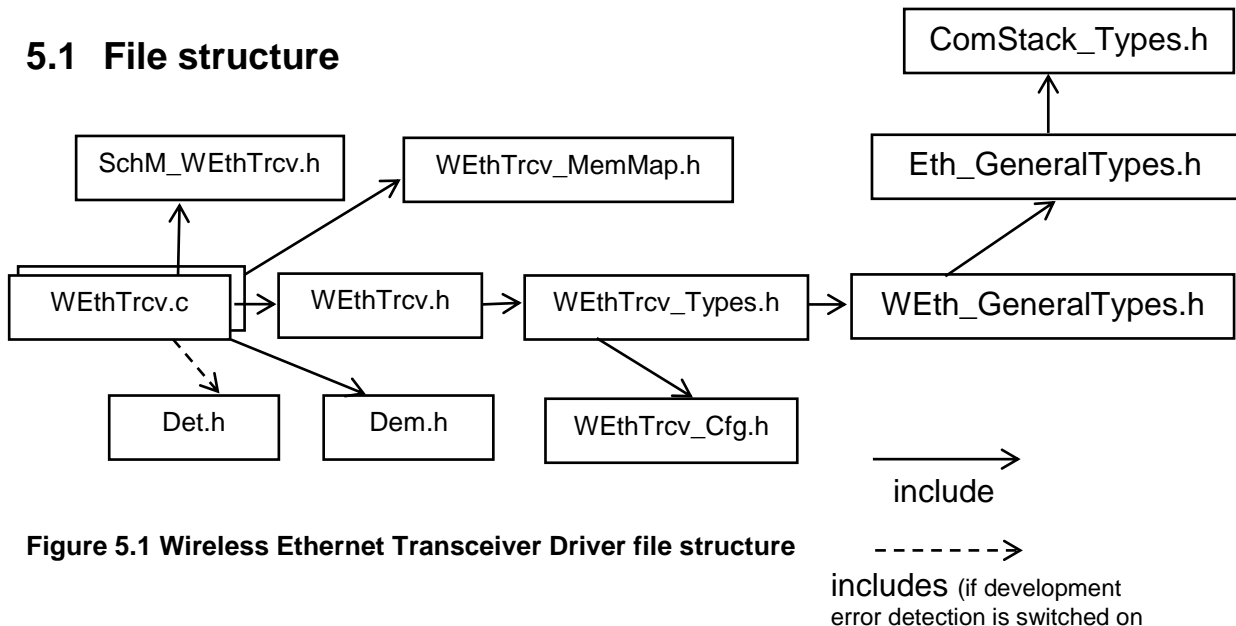 5.1 File structure
ComStack_Types.h
SchM_WEthTrcv.h
WEthTrcv_MemMap.h
Eth_GeneralTypes.h
WEthTrcv.c
WEthTrcv.h
WEthTrcv_Types.h
WEth_GeneralTypes.h
Det.h
Dem.h
WEthTrcv_Cfg.h
include
Figure 5.1 Wireless Ethernet Transceiver Driver file structure
includes (if development
error detection is switched on